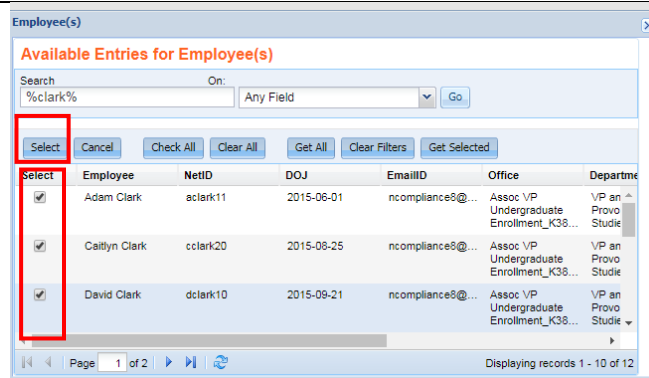 Employee(s)
Available Entries for Employee(s)
Search On:
%clark% Any Field Go
Select Cancel Check All Clear All Get All Clear Filters Get Selected
Select Employee NetID DOJ EmailID Office Departme
Adam Clark aclark11 2015-06-01 ncompliance8@... Assoc VP VP an
Undergraduate Provo
Enrollment_K38... Studie
Caitlyn Clark cclark20 2015-08-25 ncompliance8@... Assoc VP VP an
Undergraduate Provo
Enrollment_K38... Studie
David Clark dclark10 2015-09-21 ncompliance8@... Assoc VP VP an
Undergraduate Provo
Enrollment_K38... Studie
Page 1 of 2 Displaying records 1 - 10 of 12